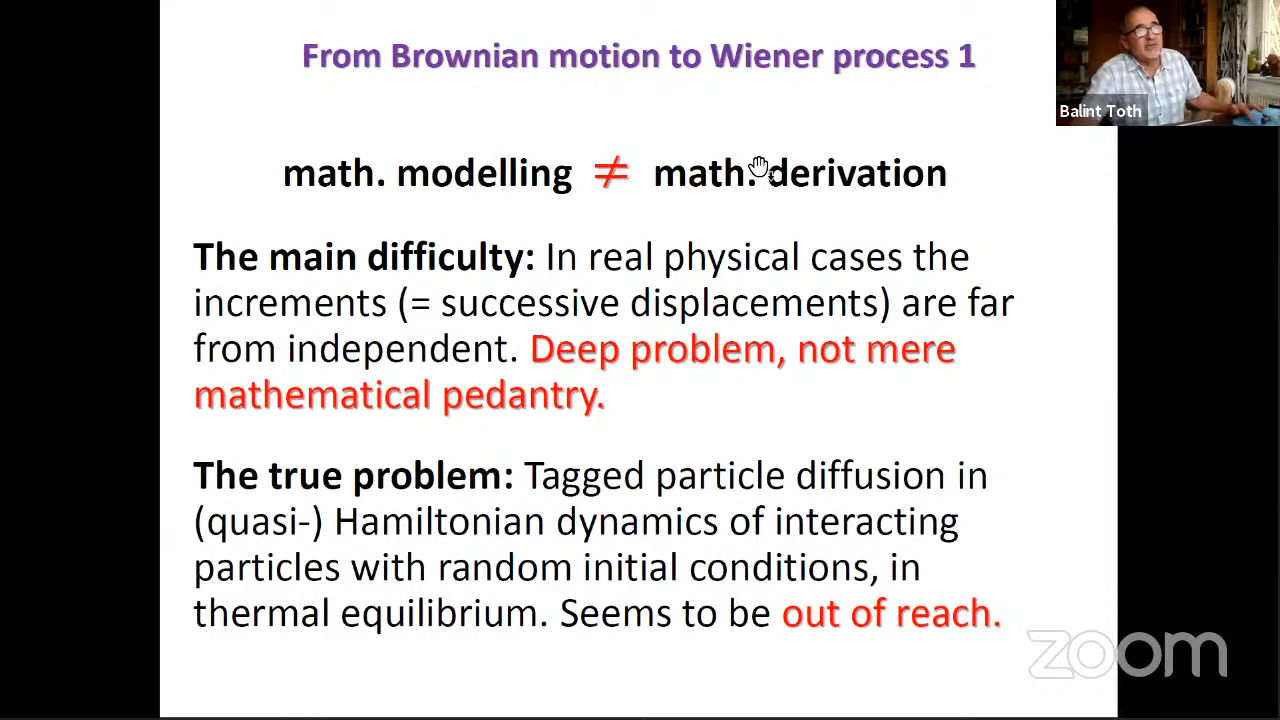 From Brownian motion to Wiener process 1
Balint Toth
math. modelling ≠ math. derivation
The main difficulty: In real physical cases the
increments (= successive displacements) are far
from independent. Deep problem, not mere
mathematical pedantry.
The true problem: Tagged particle diffusion in
(quasi-) Hamiltonian dynamics of interacting
particles with random initial conditions, in
thermal equilibrium. Seems to be out of reach.
zoom